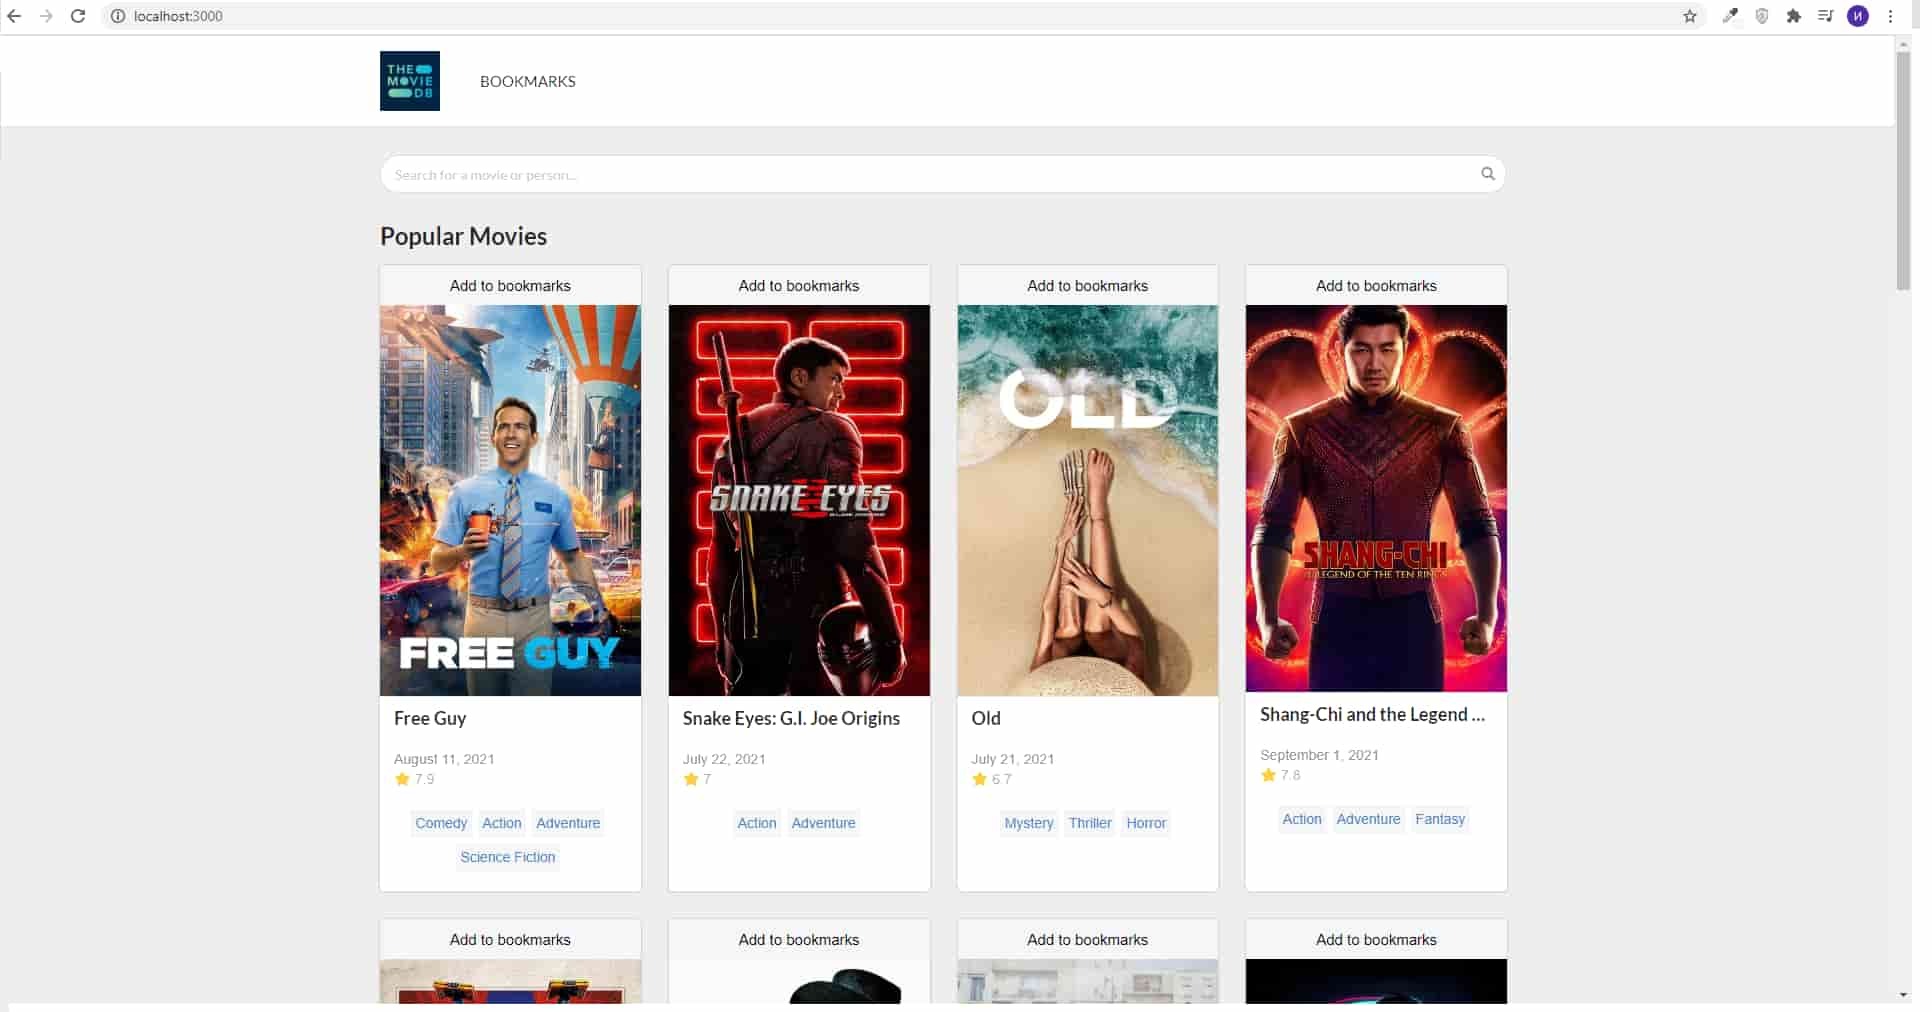 localhost:3000
И
THE
MOVIE
DB
BOOKMARKS
Search for a movie or person...
Popular Movies
Add to bookmarks
Add to bookmarks
Add to bookmarks
Add to bookmarks
FREE GUY
SNAKE EYES
OLD
SHANG-CHI
LEGEND OF THE TEN RINGS
Free Guy
August 11, 2021
7.9
Comedy Action Adventure
Science Fiction
Snake Eyes: G.I. Joe Origins
July 22, 2021
7
Action Adventure
Old
July 21, 2021
6.7
Mystery Thriller Horror
Shang-Chi and the Legend ...
September 1, 2021
7.8
Action Adventure Fantasy
Add to bookmarks
Add to bookmarks
Add to bookmarks
Add to bookmarks